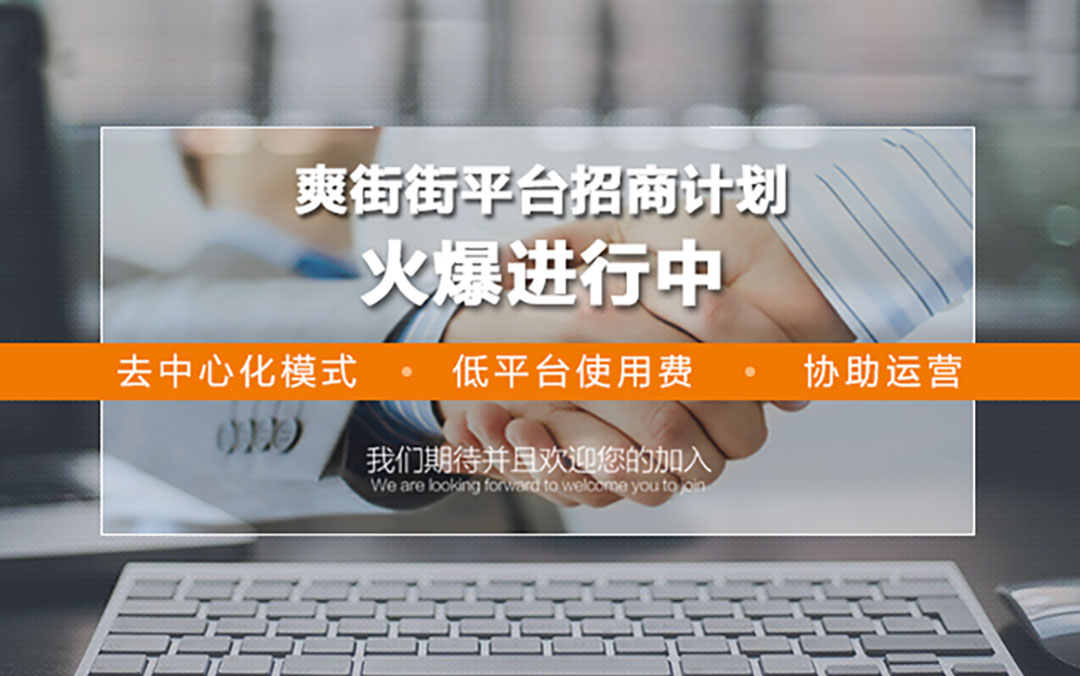 爽街街平台招商计划
火爆进行中
去中心化模式 • 低平台使用费 • 协助运营
我们期待并且欢迎您的加入
We are looking forward to welcome you to join